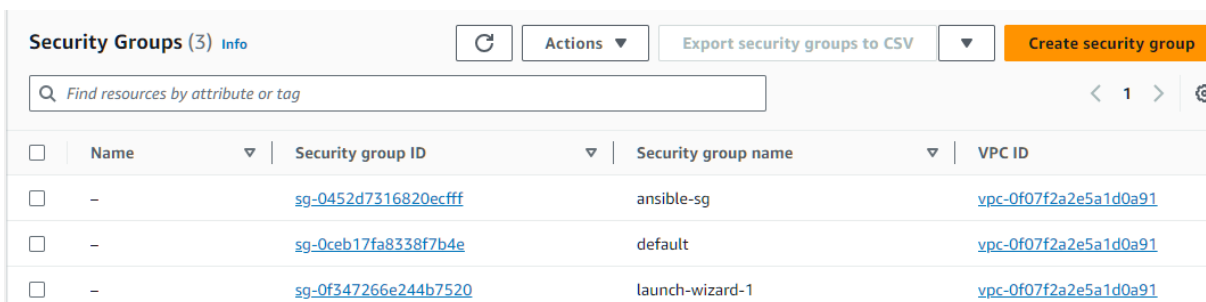 Security Groups (3) Info Actions Export security groups to CSV Create security group
Find resources by attribute or tag 1
Name Security group ID Security group name VPC ID
– sg-0452d7316820ecfff ansible-sg vpc-0f07f2a2e5a1d0a91
– sg-0ceb17fa8338f7b4e default vpc-0f07f2a2e5a1d0a91
– sg-0f347266e244b7520 launch-wizard-1 vpc-0f07f2a2e5a1d0a91